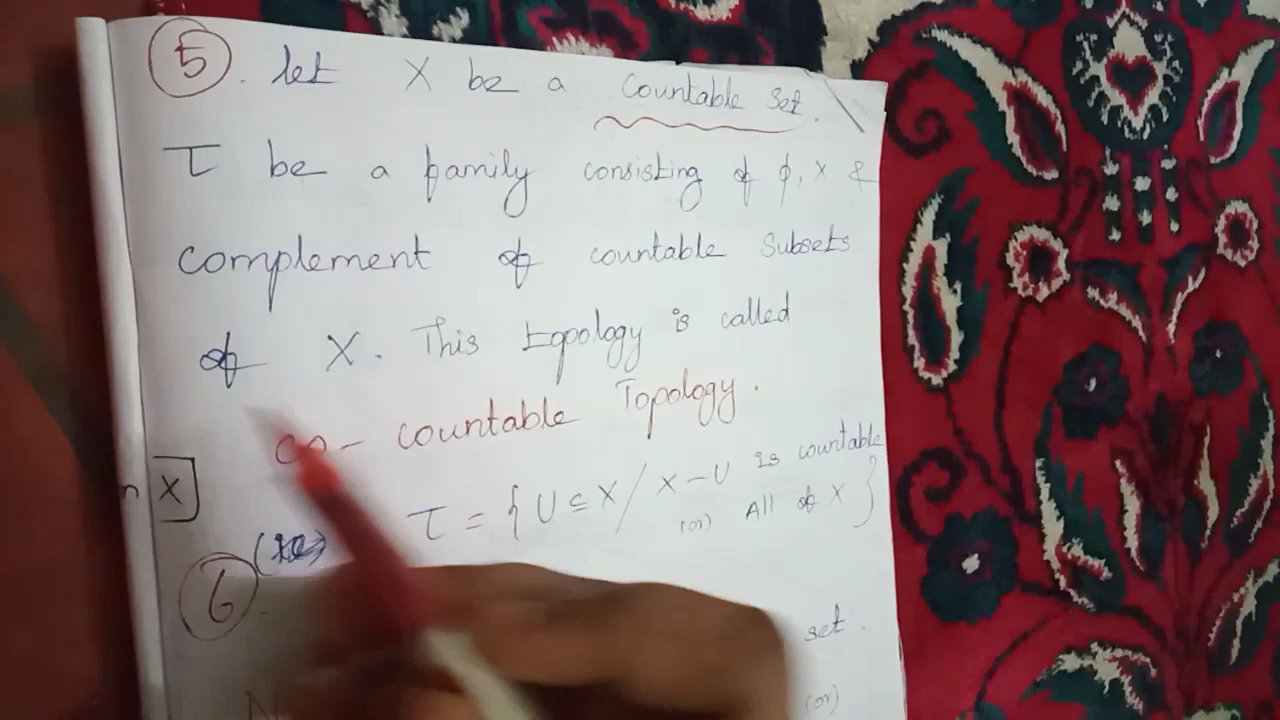 5. Let X be a countable set.
τ be a family consisting of φ, X &
complement of countable subsets
of X. This topology is called
co-countable Topology.
τ = {U ⊆ X / X-U is countable
(or) All of X}
n X
6.
set.
(or)